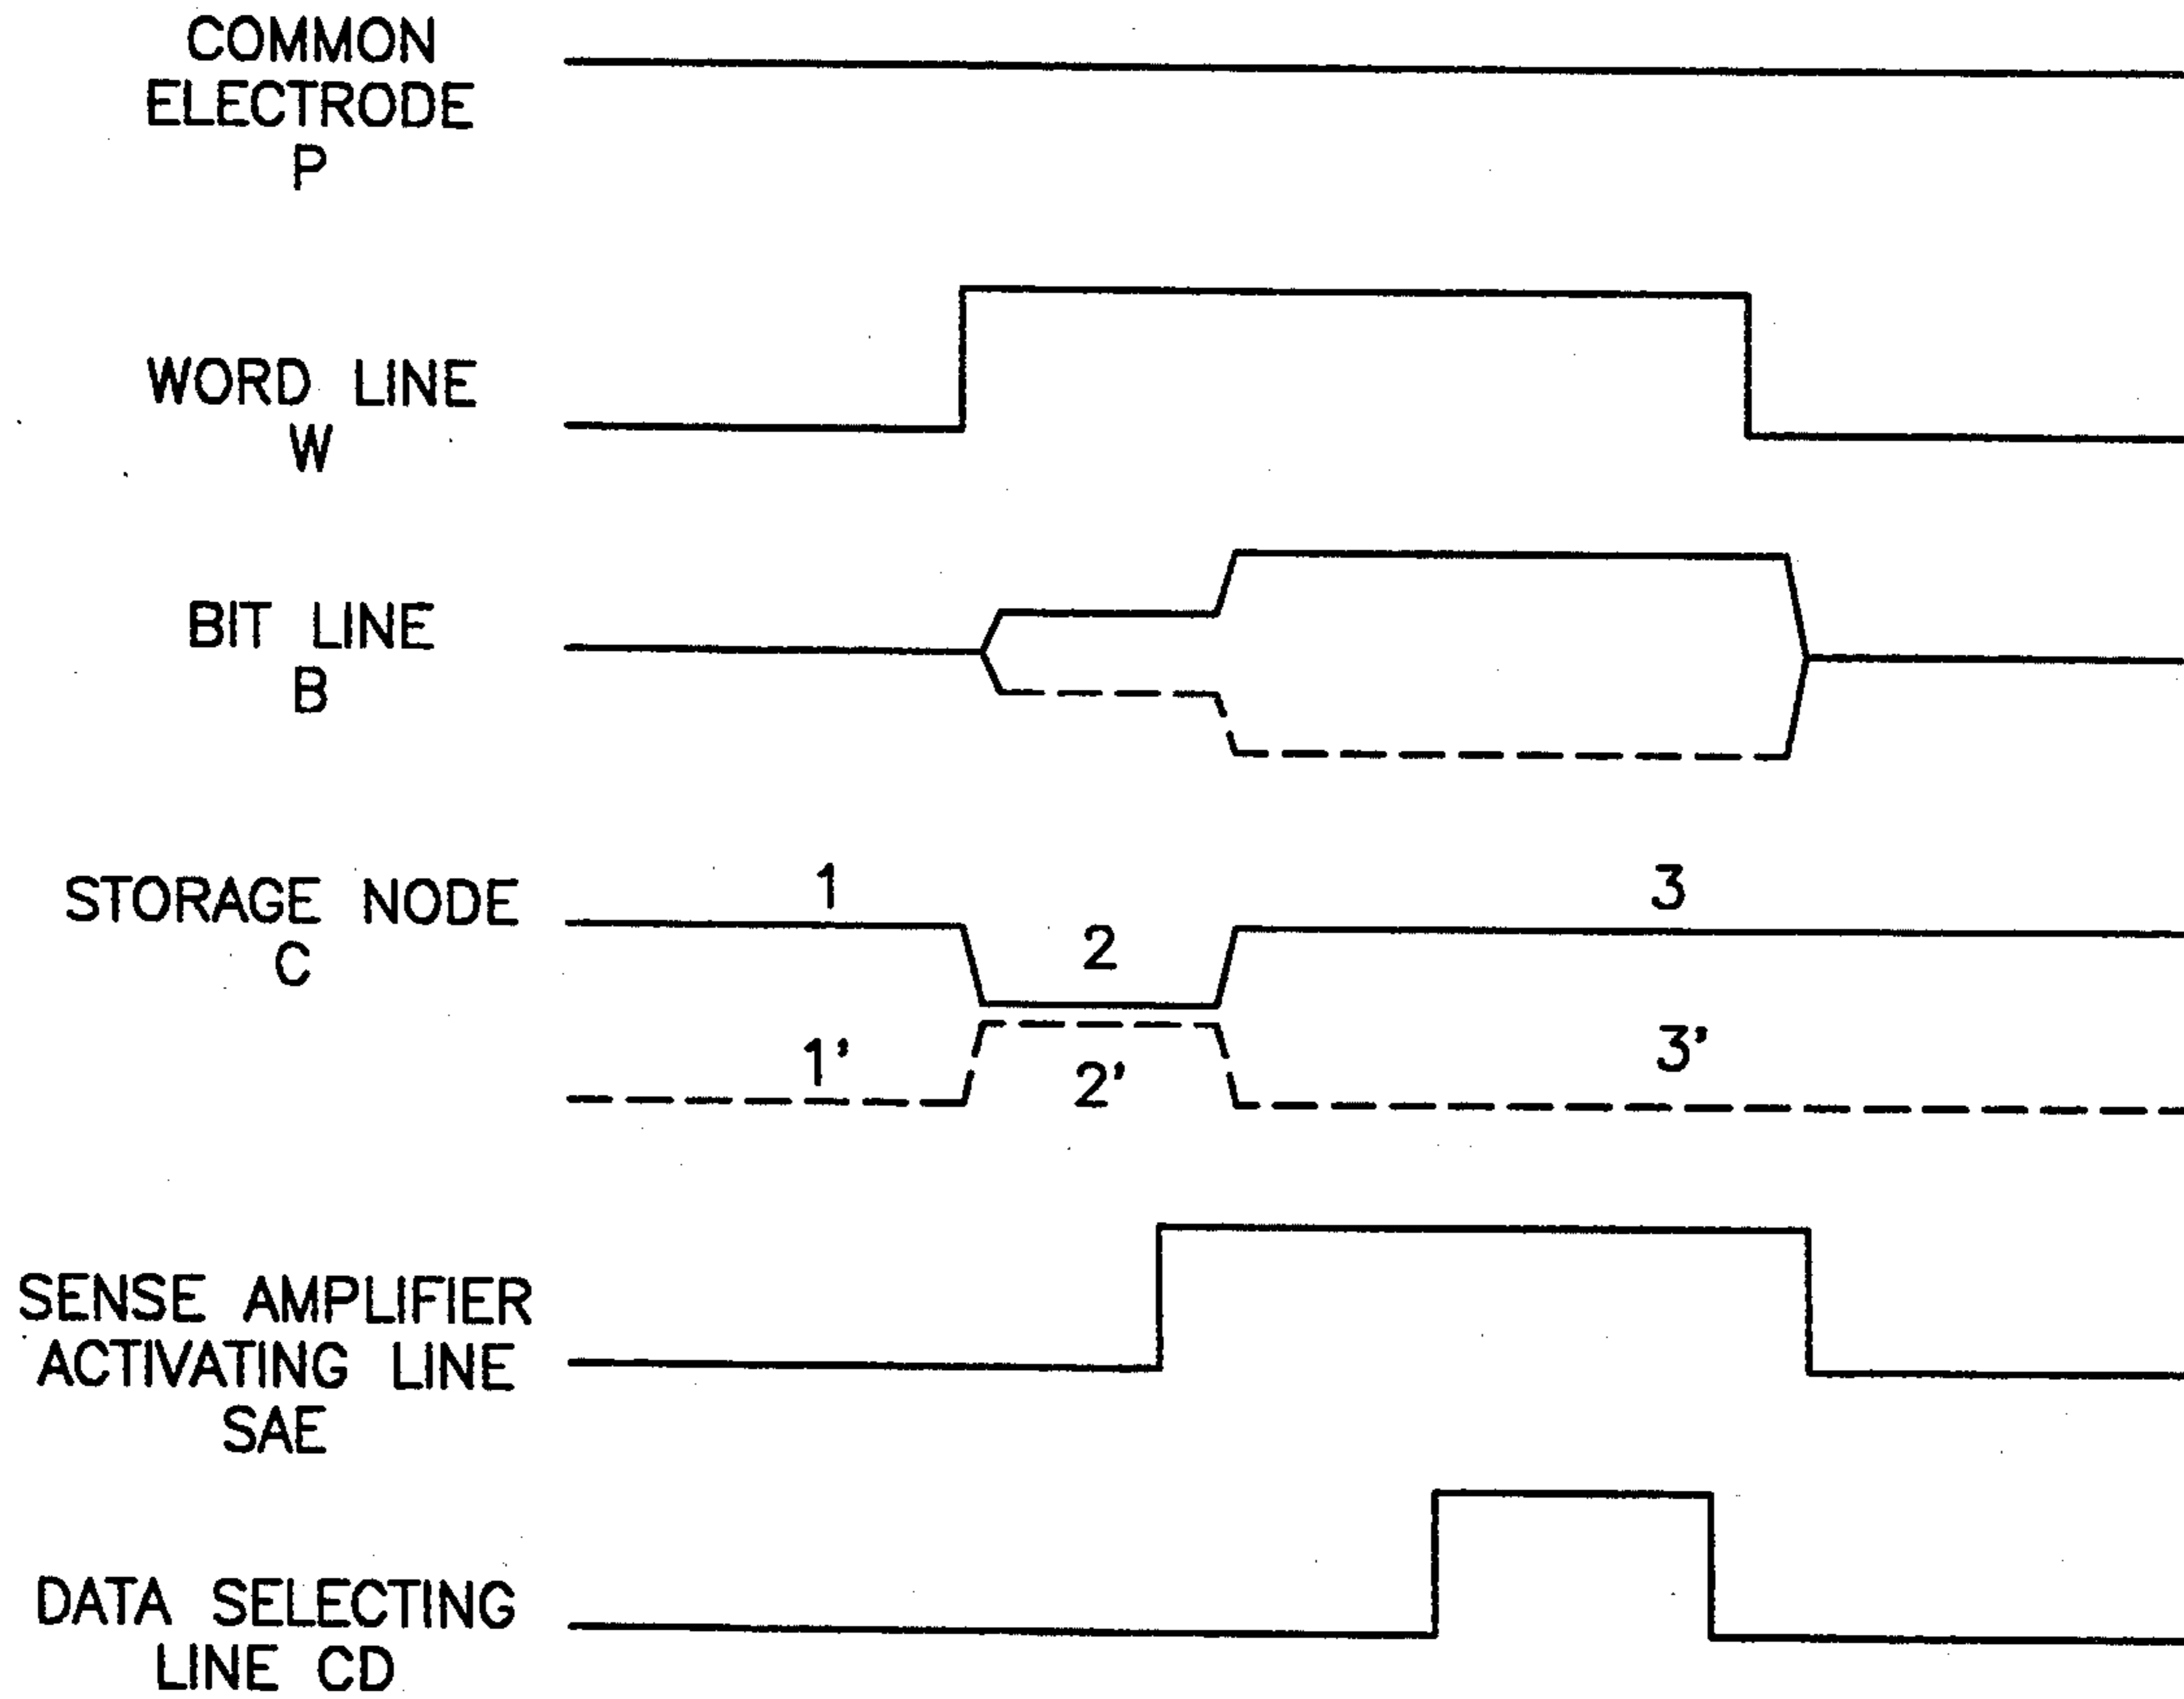 COMMON
ELECTRODE
P
WORD LINE
W
BIT LINE
B
STORAGE NODE
C
1
2
3
1'
2'
3'
SENSE AMPLIFIER
ACTIVATING LINE
SAE
DATA SELECTING
LINE CD